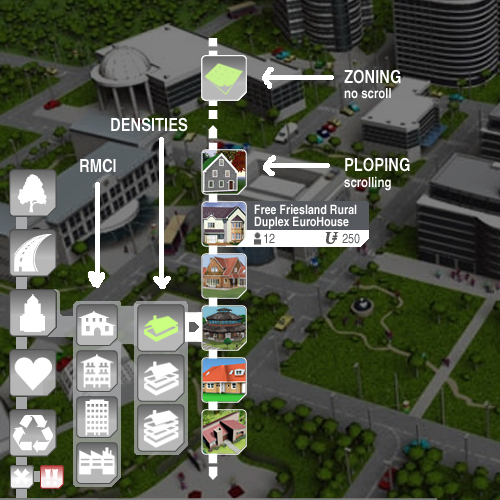 ZONING
no scroll
DENSITIES
RMCI
PLOPING
scrolling
Free Friesland Rural
Duplex EuroHouse
12 250